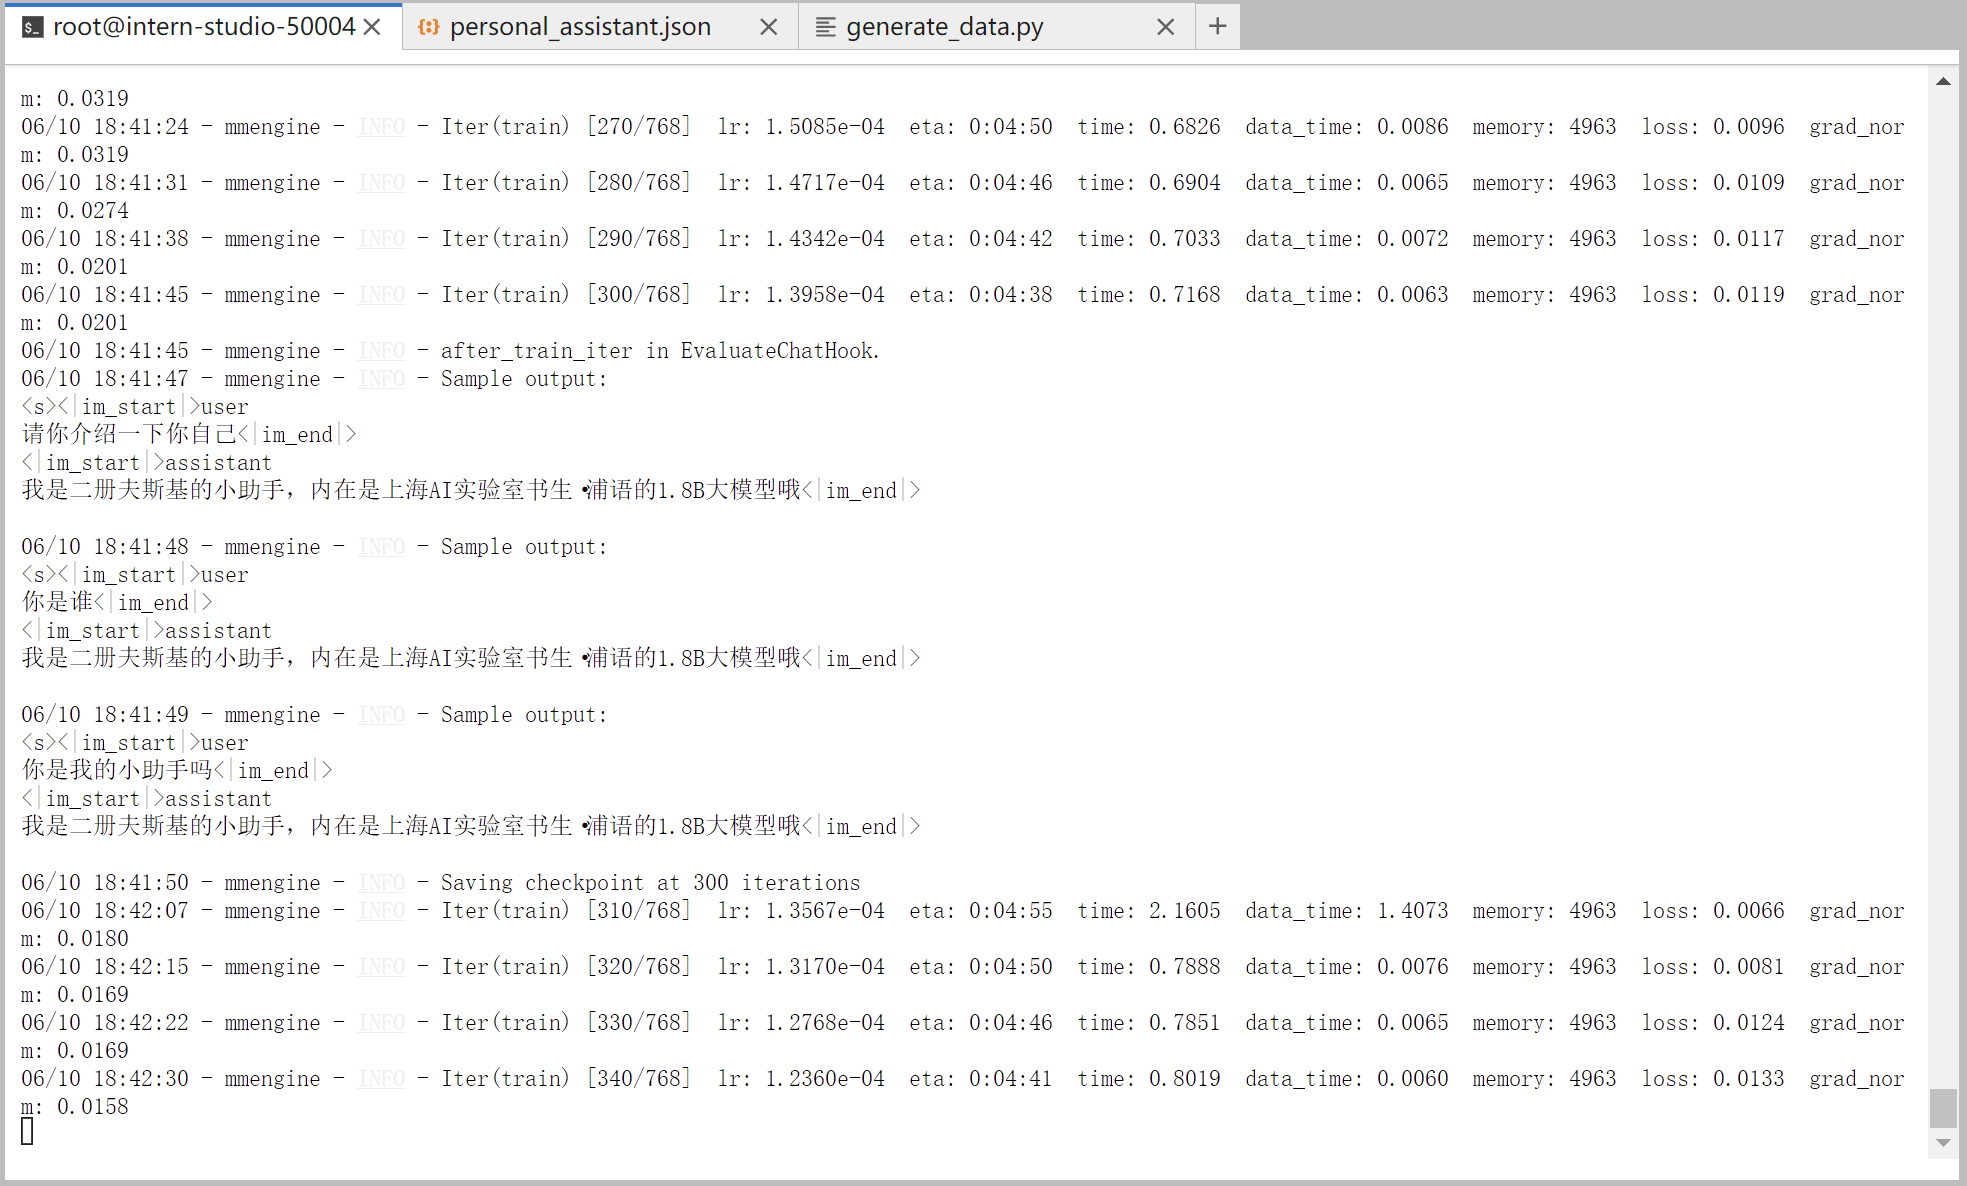 root@intern-studio-50004
personal_assistant.json
generate_data.py
m: 0.0319
06/10 18:41:24 - mmengine - INFO - Iter(train) [270/768]  lr: 1.5085e-04  eta: 0:04:50  time: 0.6826  data_time: 0.0086  memory: 4963  loss: 0.0096  grad_nor
m: 0.0319
06/10 18:41:31 - mmengine - INFO - Iter(train) [280/768]  lr: 1.4717e-04  eta: 0:04:46  time: 0.6904  data_time: 0.0065  memory: 4963  loss: 0.0109  grad_nor
m: 0.0274
06/10 18:41:38 - mmengine - INFO - Iter(train) [290/768]  lr: 1.4342e-04  eta: 0:04:42  time: 0.7033  data_time: 0.0072  memory: 4963  loss: 0.0117  grad_nor
m: 0.0201
06/10 18:41:45 - mmengine - INFO - Iter(train) [300/768]  lr: 1.3958e-04  eta: 0:04:38  time: 0.7168  data_time: 0.0063  memory: 4963  loss: 0.0119  grad_nor
m: 0.0201
06/10 18:41:45 - mmengine - INFO - after_train_iter in EvaluateChatHook.
06/10 18:41:47 - mmengine - INFO - Sample output:
<s><|im_start|>user
请你介绍一下你自己<|im_end|>
<|im_start|>assistant
我是二册夫斯基的小助手，内在是上海AI实验室书生·浦语的1.8B大模型哦<|im_end|>
06/10 18:41:48 - mmengine - INFO - Sample output:
<s><|im_start|>user
你是谁<|im_end|>
<|im_start|>assistant
我是二册夫斯基的小助手，内在是上海AI实验室书生·浦语的1.8B大模型哦<|im_end|>
06/10 18:41:49 - mmengine - INFO - Sample output:
<s><|im_start|>user
你是我的小助手吗<|im_end|>
<|im_start|>assistant
我是二册夫斯基的小助手，内在是上海AI实验室书生·浦语的1.8B大模型哦<|im_end|>
06/10 18:41:50 - mmengine - INFO - Saving checkpoint at 300 iterations
06/10 18:42:07 - mmengine - INFO - Iter(train) [310/768]  lr: 1.3567e-04  eta: 0:04:55  time: 2.1605  data_time: 1.4073  memory: 4963  loss: 0.0066  grad_nor
m: 0.0180
06/10 18:42:15 - mmengine - INFO - Iter(train) [320/768]  lr: 1.3170e-04  eta: 0:04:50  time: 0.7888  data_time: 0.0076  memory: 4963  loss: 0.0081  grad_nor
m: 0.0169
06/10 18:42:22 - mmengine - INFO - Iter(train) [330/768]  lr: 1.2768e-04  eta: 0:04:46  time: 0.7851  data_time: 0.0065  memory: 4963  loss: 0.0124  grad_nor
m: 0.0169
06/10 18:42:30 - mmengine - INFO - Iter(train) [340/768]  lr: 1.2360e-04  eta: 0:04:41  time: 0.8019  data_time: 0.0060  memory: 4963  loss: 0.0133  grad_nor
m: 0.0158